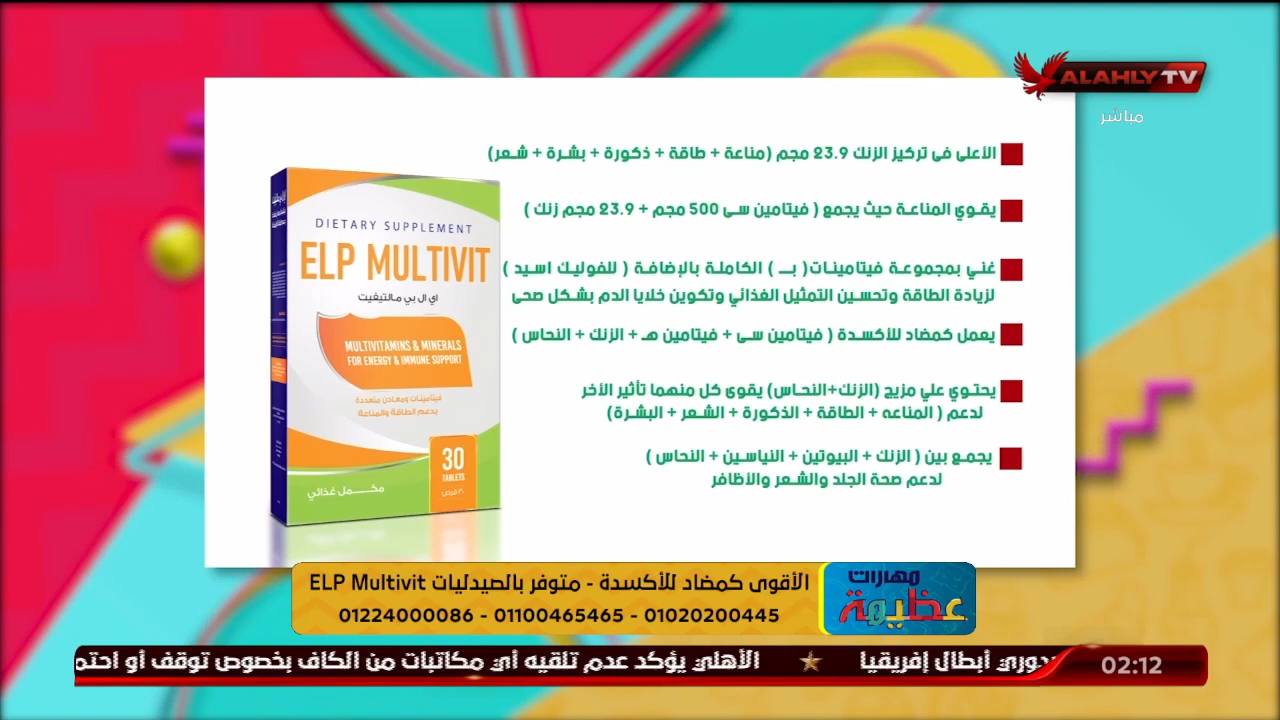 ALAHLY TV
مباشر
الأعلى فى تركيز الزنك 23.9 مجم (مناعة + طاقة + ذكورة + بشرة + شعر)
يقوي المناعة حيث يجمع ( فيتامين سى 500 مجم + 23.9 مجم زنك )
غني بمجموعة فيتامينات( بـ ) الكاملة بالإضافة ( للفوليك اسيد )
لزيادة الطاقة وتحسين التمثيل الغذائي وتكوين خلايا الدم بشكل صحى
يعمل كمضاد للأكسدة ( فيتامين سى + فيتامين هـ + الزنك + النحاس )
يحتوي علي مزيج (الزنك+النحاس) يقوى كل منهما تأثير الأخر
لدعم ( المناعه + الطاقة + الذكورة + الشعر + البشرة)
يجمع بين ( الزنك + البيوتين + النياسين + النحاس )
لدعم صحة الجلد والشعر والأظافر
DIETARY SUPPLEMENT
ELP MULTIVIT
اي ال بي مالتيفيت
MULTIVITAMINS & MINERALS
FOR ENERGY & IMMUNE SUPPORT
فيتامينات ومعادن متعددة
يدعم الطاقة والمناعة
30
TABLETS
٣٠ قرص
مكمل غذائي
مهارات
عظيمة
الأقوى كمضاد للأكسدة - متوفر بالصيدليات ELP Multivit
01224000086 - 01100465465 - 01020200445
دوري أبطال إفريقيا ★ الأهلي يؤكد عدم تلقيه أي مكاتبات من الكاف بخصوص توقف أو احتم
02:12